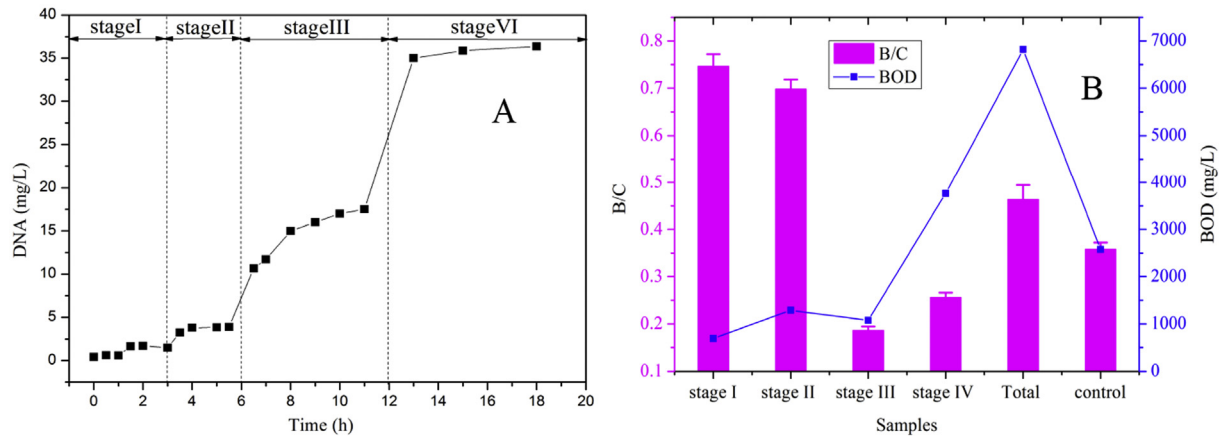 stageI stageII stageIII stageVI
40
35
30
25
20
15
10
5
0
DNA (mg/L)
A
0 2 4 6 8 10 12 14 16 18 20
Time (h)
B/C
BOD
B
0.8
0.7
0.6
0.5
0.4
0.3
0.2
0.1
B/C
7000
6000
5000
4000
3000
2000
1000
0
BOD (mg/L)
stage I stage II stage III stage IV Total control
Samples